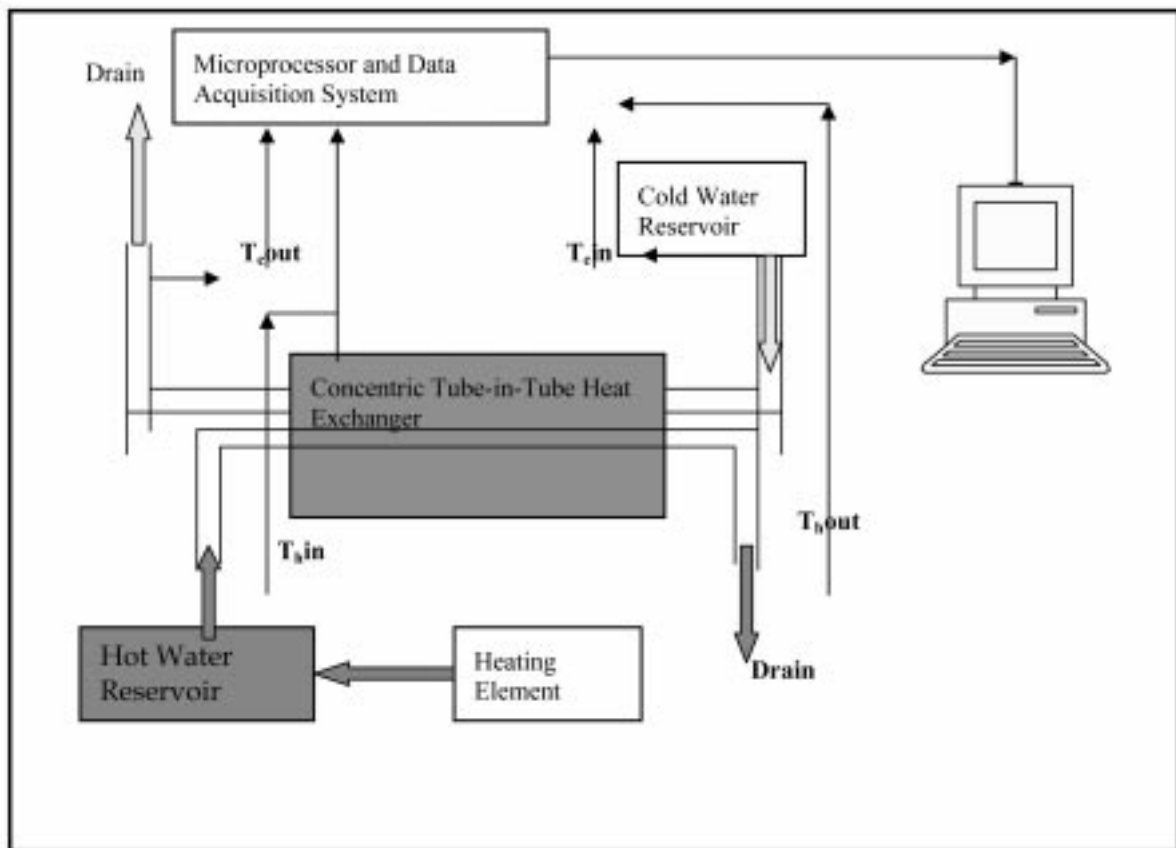 Drain
Microprocessor and Data
Acquisition System
Cold Water
Reservoir
Tcout
Tcin
Concentric Tube-in-Tube Heat
Exchanger
Thout
Thin
Hot Water
Reservoir
Heating
Element
Drain